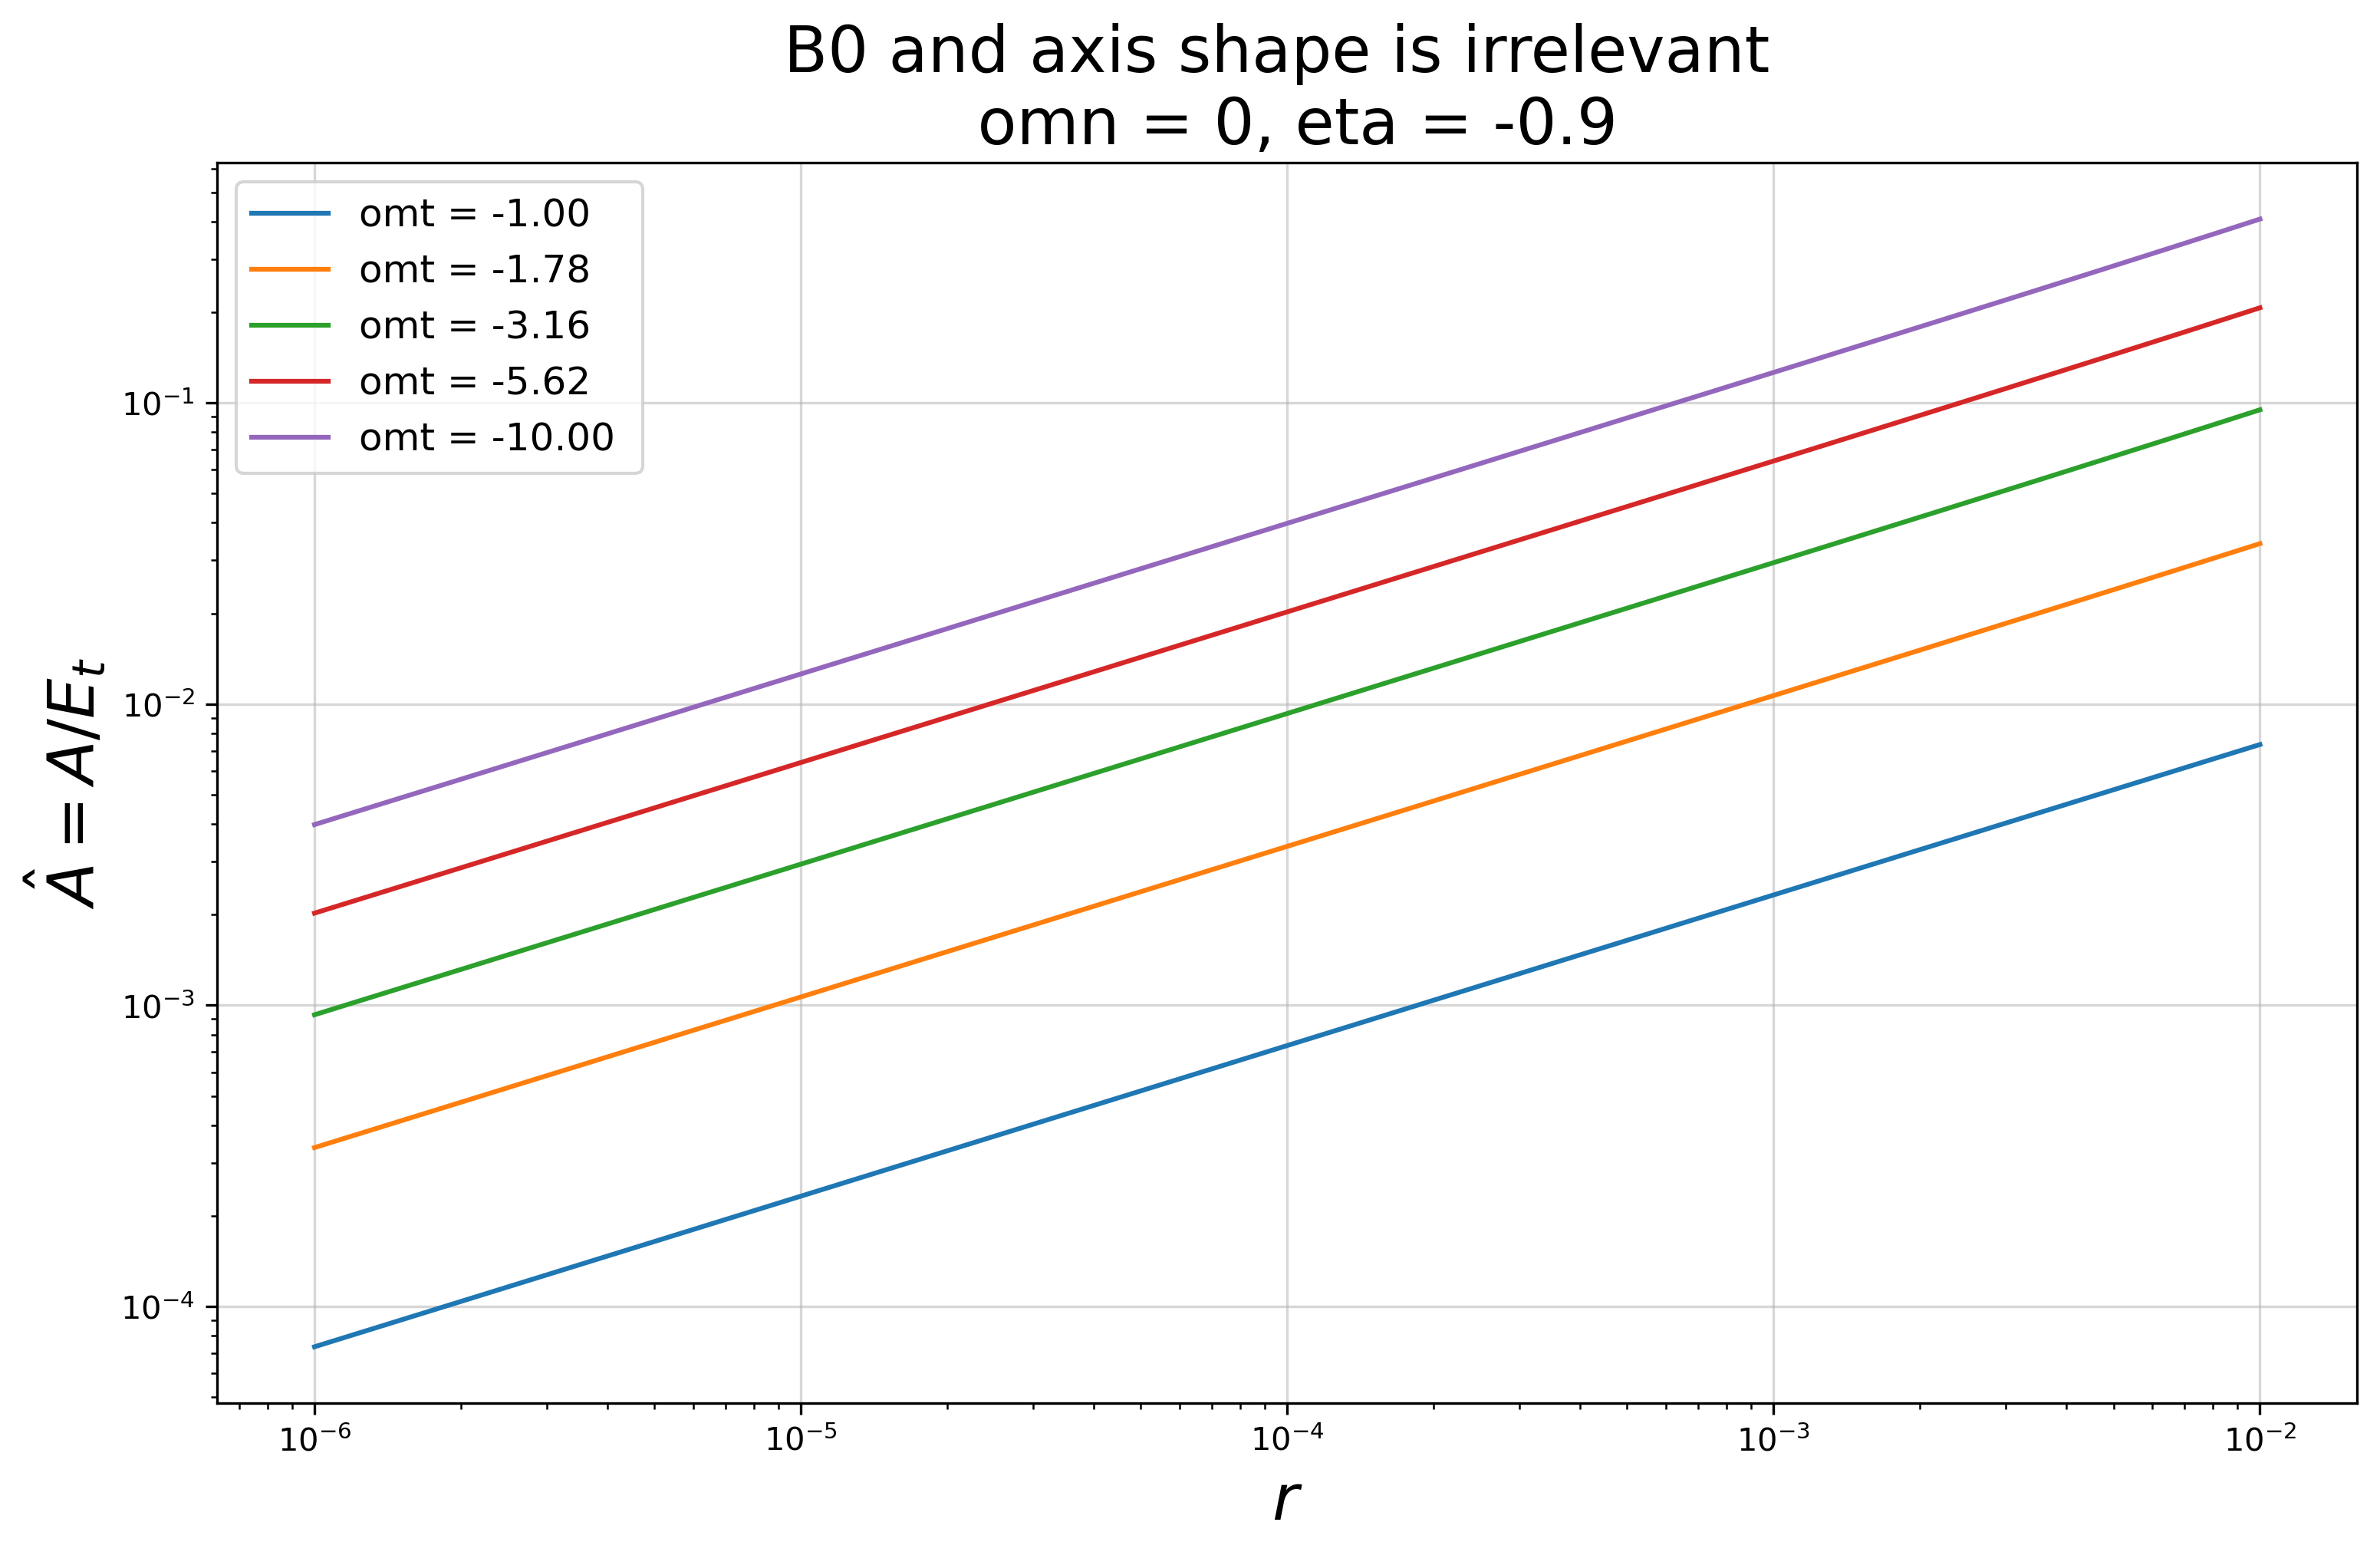 B0 and axis shape is irrelevant
omn = 0, eta = -0.9
omt = -1.00
omt = -1.78
omt = -3.16
omt = -5.62
omt = -10.00
10⁻¹
10⁻²
10⁻³
10⁻⁴
Â = A/Eₜ
10⁻⁶ 10⁻⁵ 10⁻⁴ 10⁻³ 10⁻²
r